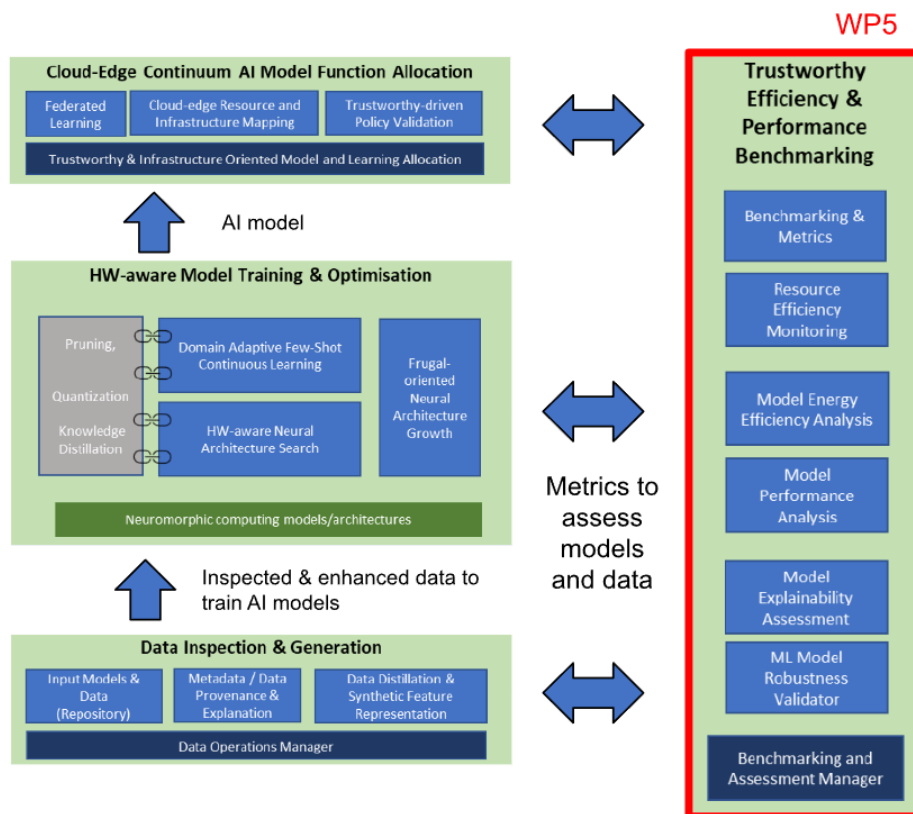 WP5
Cloud-Edge Continuum AI Model Function Allocation
Federated
Learning
Cloud-edge Resource and
Infrastructure Mapping
Trustworthy-driven
Policy Validation
Trustworthy & Infrastructure Oriented Model and Learning Allocation
AI model
HW-aware Model Training & Optimisation
Pruning,
Quantization
Knowledge
Distillation
Domain Adaptive Few-Shot
Continuous Learning
HW-aware Neural
Architecture Search
Frugal-
oriented
Neural
Architecture
Growth
Neuromorphic computing models/architectures
Inspected & enhanced data to
train AI models
Data Inspection & Generation
Input Models &
Data
(Repository)
Metadata / Data
Provenance &
Explanation
Data Distillation &
Synthetic Feature
Representation
Data Operations Manager
Metrics to
assess
models
and data
Trustworthy
Efficiency &
Performance
Benchmarking
Benchmarking &
Metrics
Resource
Efficiency
Monitoring
Model Energy
Efficiency Analysis
Model
Performance
Analysis
Model
Explainability
Assessment
ML Model
Robustness
Validator
Benchmarking and
Assessment Manager